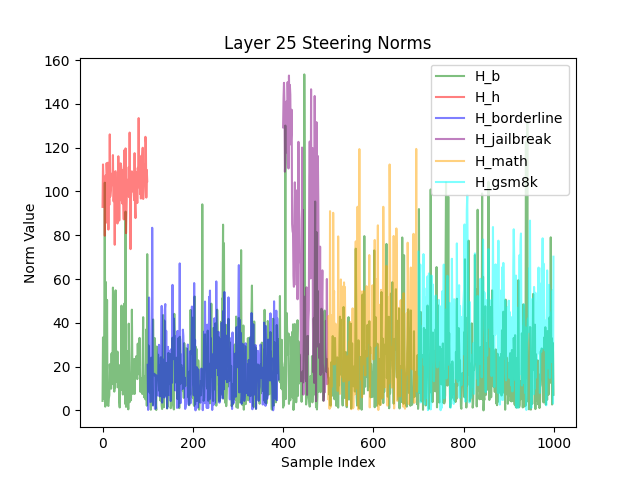 Layer 25 Steering Norms
Norm Value
160
140
120
100
80
60
40
20
0
H_b
H_h
H_borderline
H_jailbreak
H_math
H_gsm8k
0
200
400
600
800
1000
Sample Index